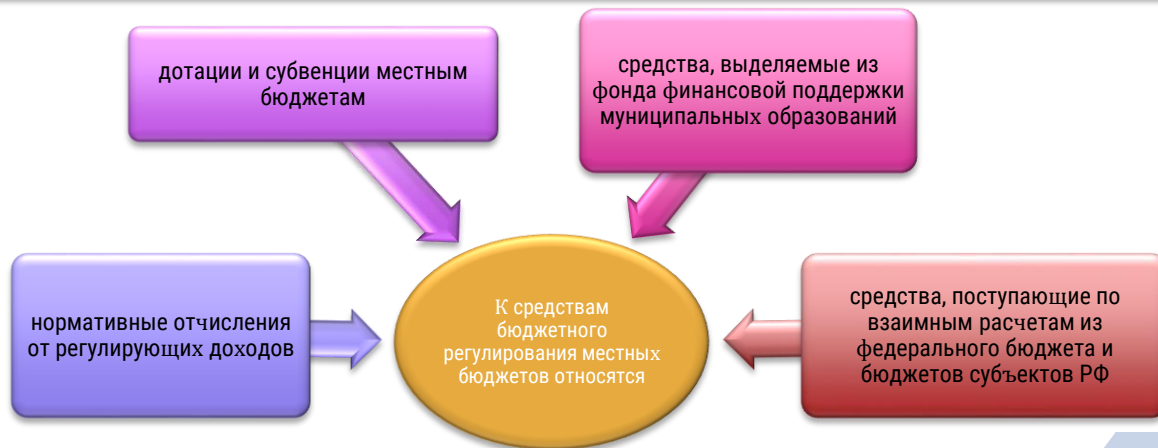 дотации и субвенции местным
бюджетам
средства, выделяемые из
фонда финансовой поддержки
муниципальных образований
нормативные отчисления
от регулирующих доходов
К средствам
бюджетного
регулирования местных
бюджетов относятся
средства, поступающие по
взаимным расчетам из
федерального бюджета и
бюджетов субъектов РФ